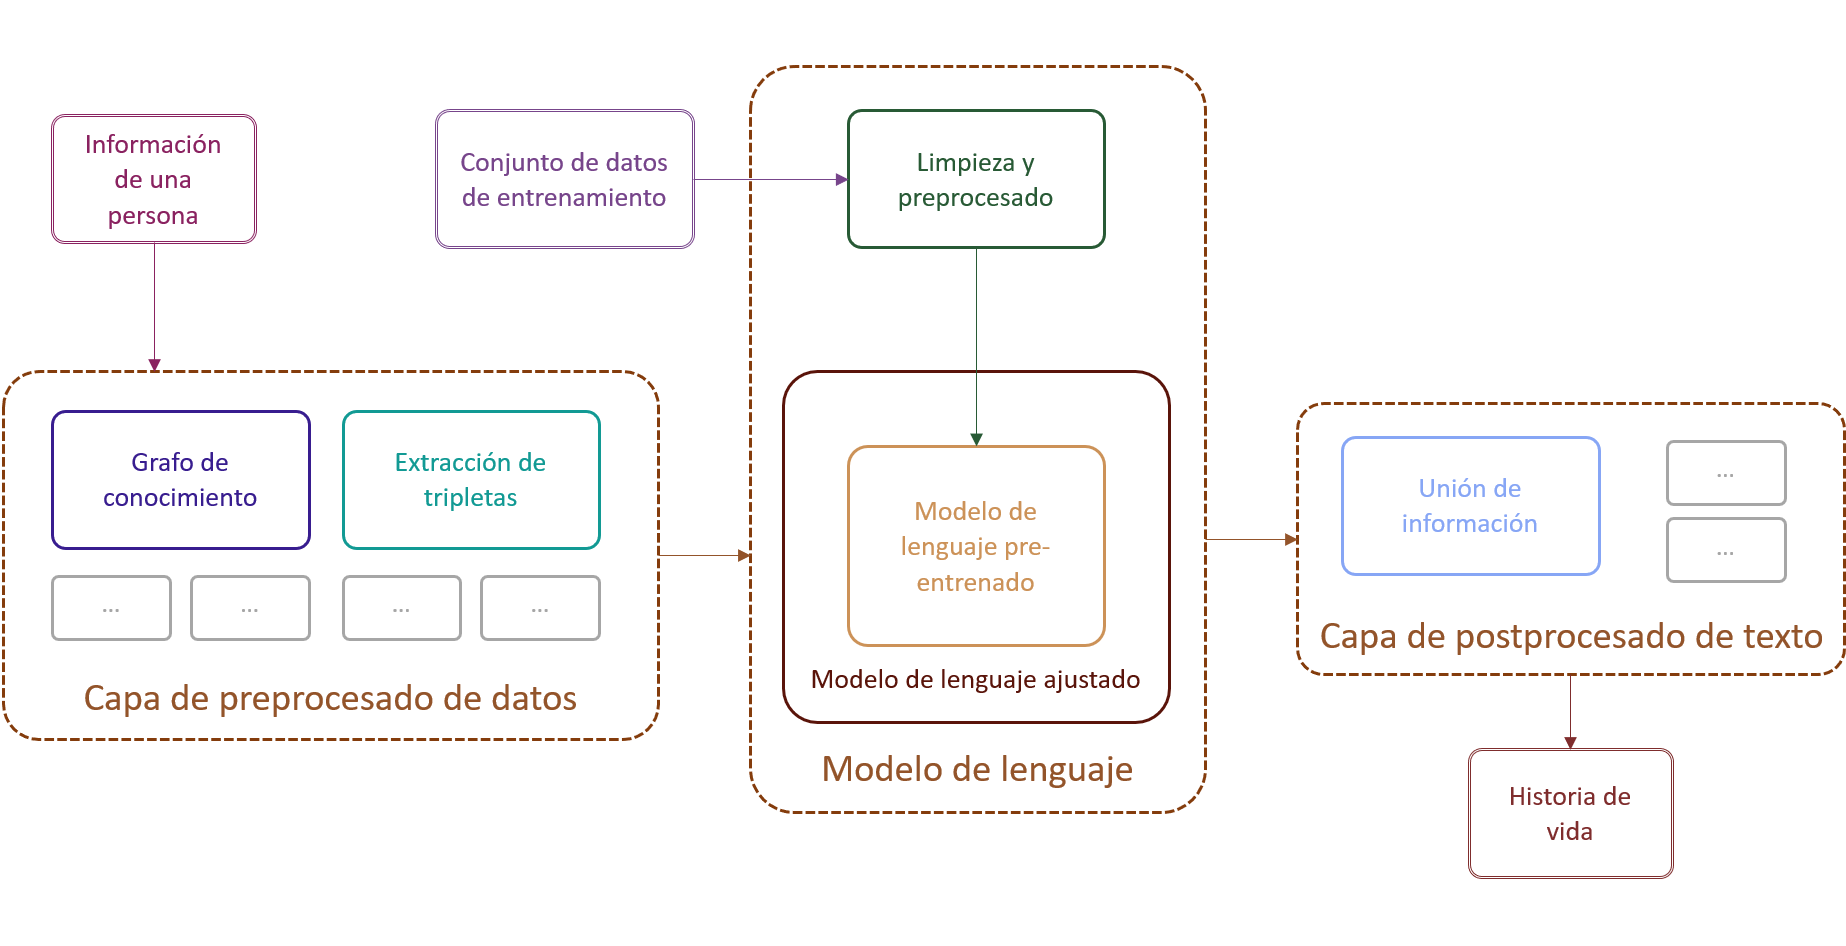 Información
de una
persona
Conjunto de datos
de entrenamiento
Limpieza y
preprocesado
Grafo de
conocimiento
Extracción de
tripletas
...
...
...
...
Capa de preprocesado de datos
Modelo de
lenguaje pre-
entrenado
Modelo de lenguaje ajustado
Modelo de lenguaje
Unión de
información
...
...
Capa de postprocesado de texto
Historia de
vida